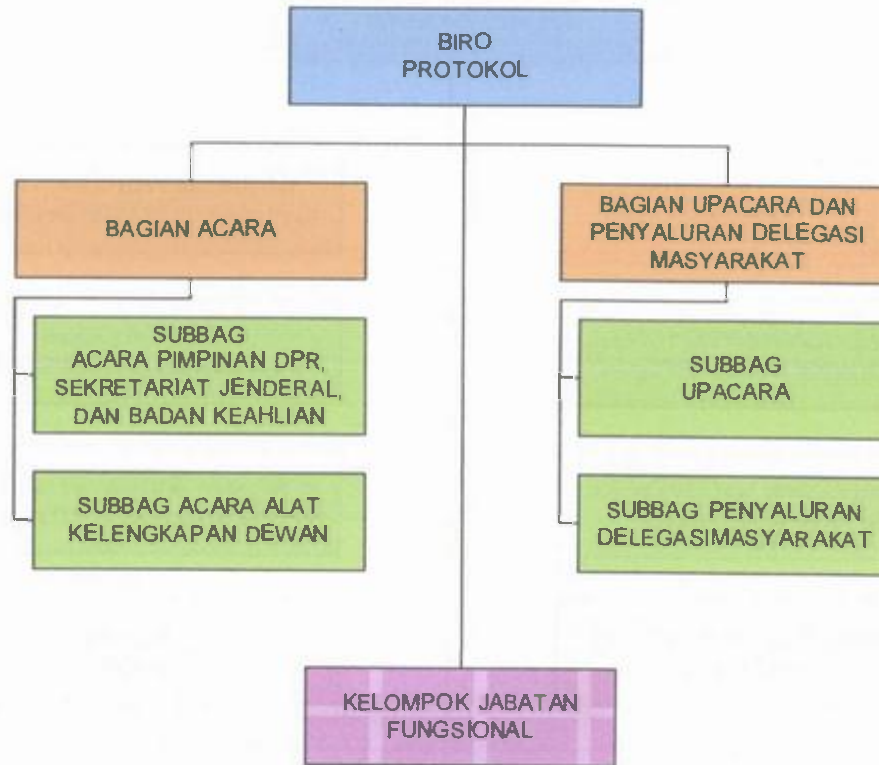 BIRO
PROTOKOL
BAGIAN ACARA
BAGIAN UPACARA DAN
PENYALURAN DELEGASI
MASYARAKAT
SUBBAG
ACARA PIMPINAN DPR,
SEKRETARIAT JENDERAL,
DAN BADAN KEAHLIAN
SUBBAG
UPACARA
SUBBAG ACARA ALAT
KELENGKAPAN DEWAN
SUBBAG PENYALURAN
DELEGASIMASYARAKAT
KELOMPOK JABATAN
FUNGSIONAL